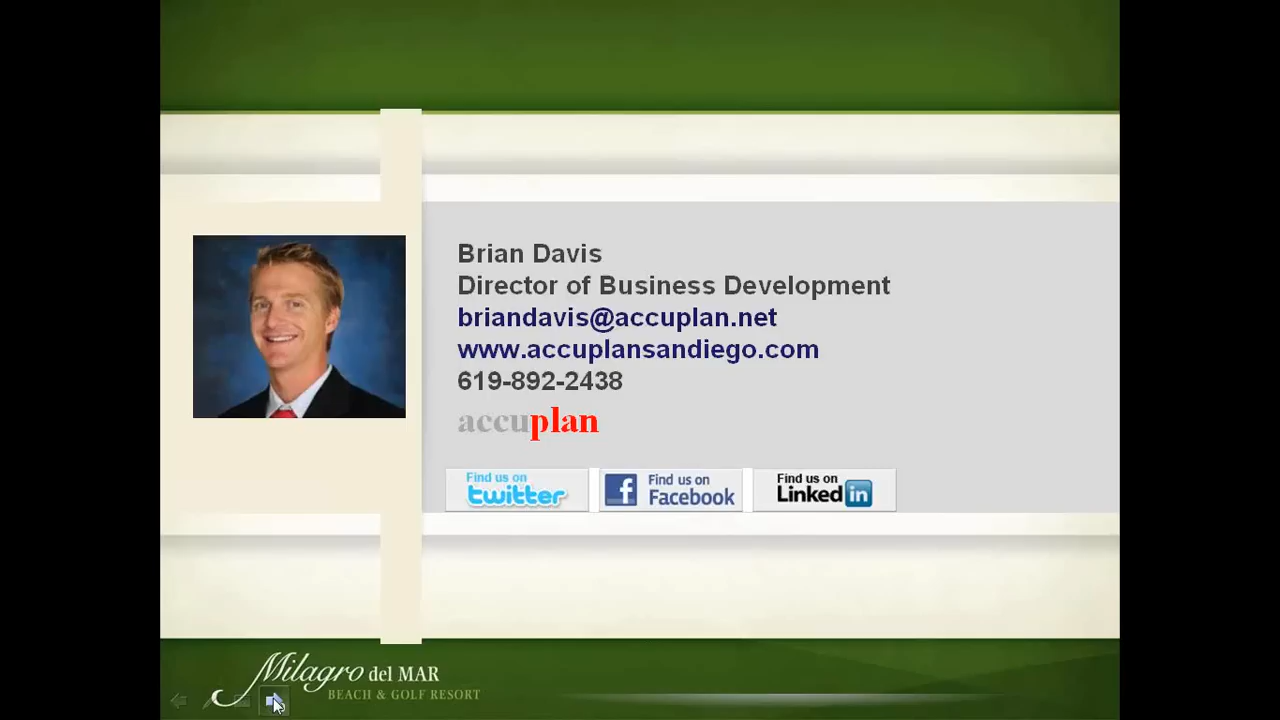 Brian Davis
Director of Business Development
briandavis@accuplan.net
www.accuplansandiego.com
619-892-2438
accuplan
Find us on twitter
Find us on Facebook
Find us on Linked in
Milagro del MAR
BEACH & GOLF RESORT